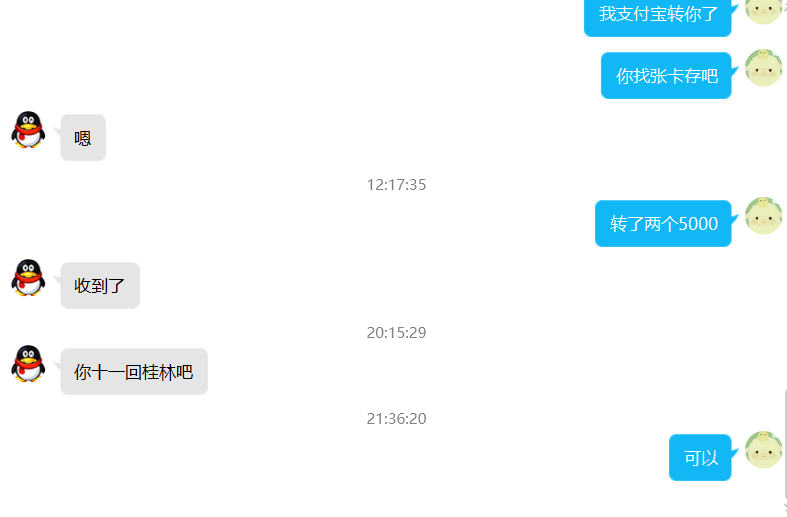 我支付宝转你了
你找张卡存吧
嗯
12:17:35
转了两个5000
收到了
20:15:29
你十一回桂林吧
21:36:20
可以